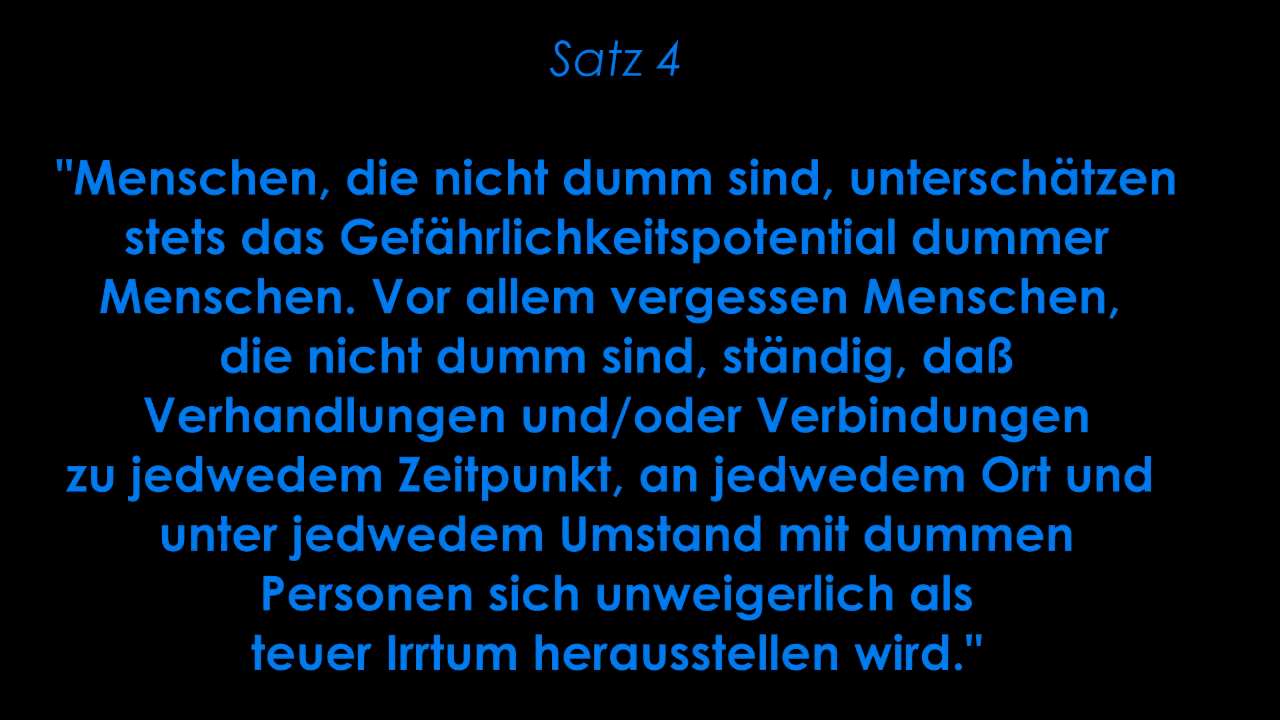 Satz 4
"Menschen, die nicht dumm sind, unterschätzen
stets das Gefährlichkeitspotential dummer
Menschen. Vor allem vergessen Menschen,
die nicht dumm sind, ständig, daß
Verhandlungen und/oder Verbindungen
zu jedwedem Zeitpunkt, an jedwedem Ort und
unter jedwedem Umstand mit dummen
Personen sich unweigerlich als
teuer Irrtum herausstellen wird."